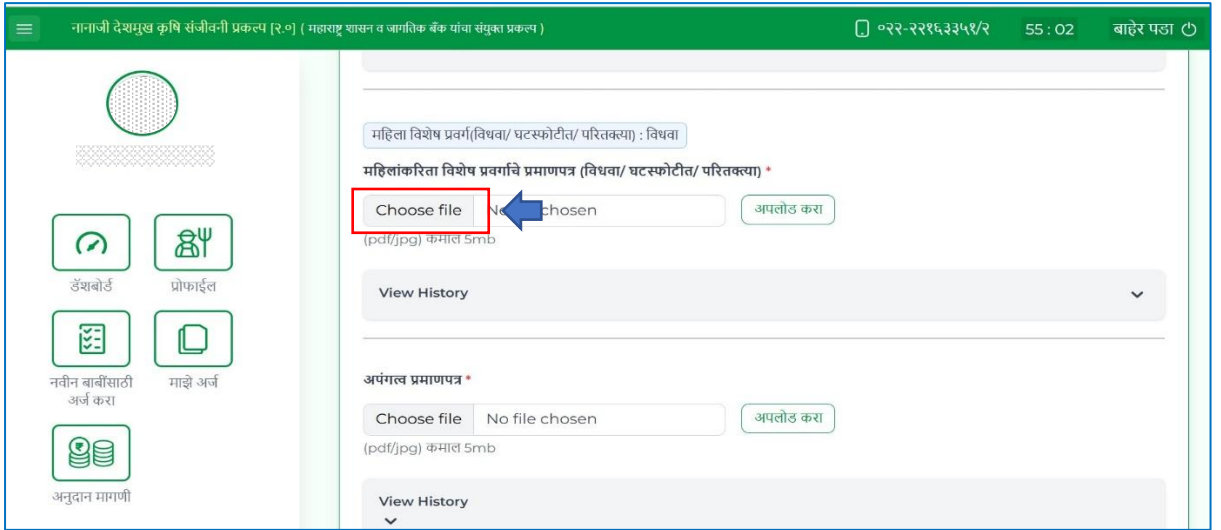 नानाजी देशमुख कृषि संजीवनी प्रकल्प [२.०] ( महाराष्ट्र शासन व जागतिक बँक यांचा संयुक्त प्रकल्प )
०२२-२२१६३३५१/२
55 : 02
बाहेर पडा
महिला विशेष प्रवर्ग(विधवा/ घटस्फोटीत/ परितक्त्या) : विधवा
महिलांकरिता विशेष प्रवर्गाचे प्रमाणपत्र (विधवा/ घटस्फोटीत/ परितक्त्या) *
Choose file
chosen
अपलोड करा
(pdf/jpg) कमाल 5mb
View History
डॅशबोर्ड
प्रोफाईल
नवीन बाबींसाठी
अर्ज करा
माझे अर्ज
अनुदान मागणी
अपंगत्व प्रमाणपत्र *
Choose file
No file chosen
अपलोड करा
(pdf/jpg) कमाल 5mb
View History